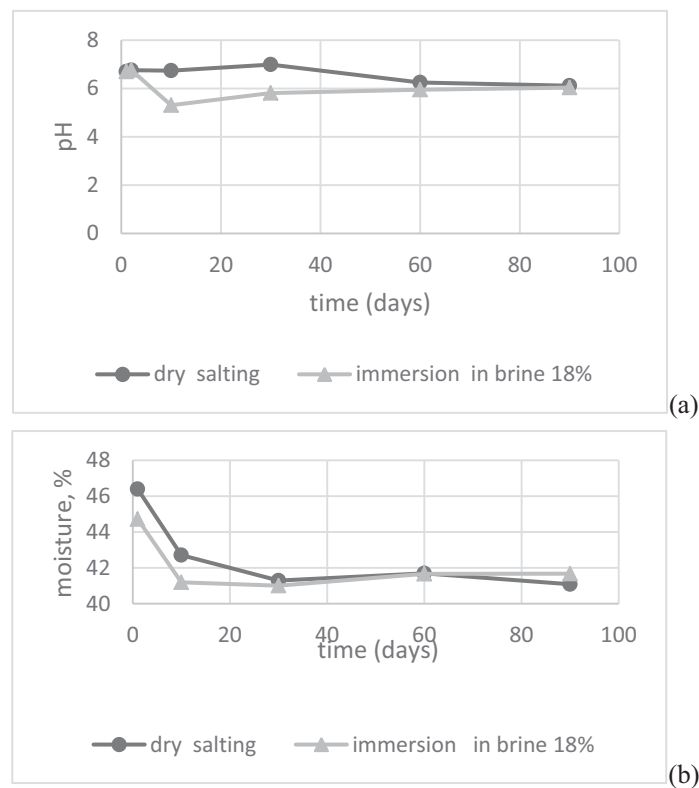 8
6
4
2
0
pH
0 20 40 60 80 100
time (days)
dry salting immersion in brine 18%
(a)
48
46
44
42
40
moisture, %
0 20 40 60 80 100
time (days)
dry salting immersion in brine 18%
(b)